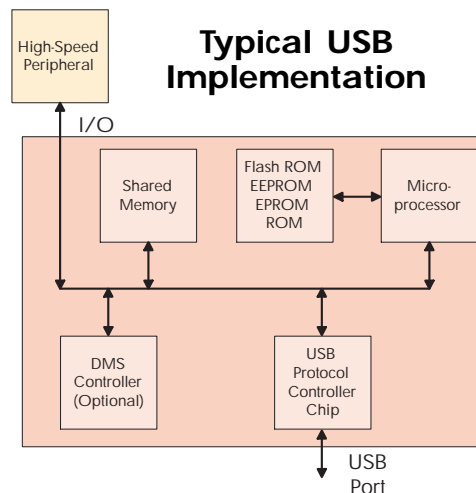 High-Speed
Peripheral
Typical USB
Implementation
I/O
Shared
Memory
Flash ROM
EEPROM
EPROM
ROM
Micro-
processor
DMS
Controller
(Optional)
USB
Protocol
Controller
Chip
USB
Port